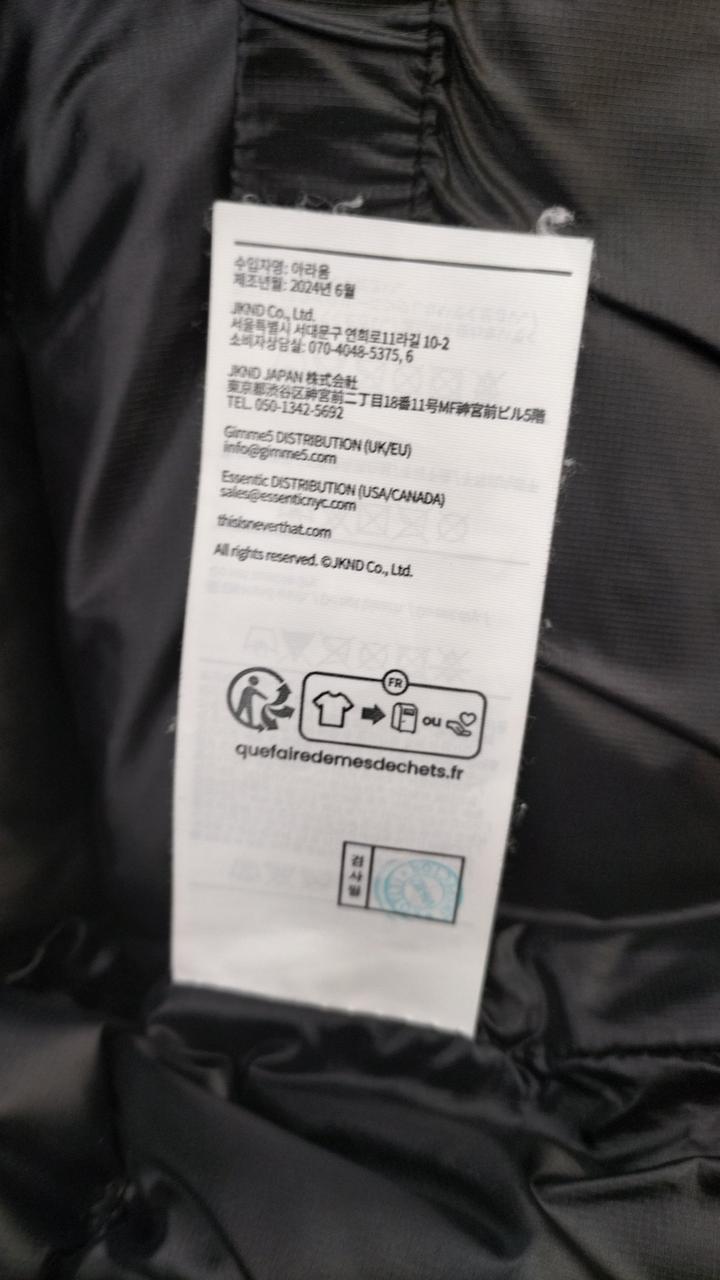 수입자명: 아라움
제조년월: 2024년 6월
JKND Co., Ltd.
서울특별시 서대문구 연희로11라길 10-2
소비자상담실: 070-4048-5375, 6
JKND JAPAN 株式会社
東京都渋谷区神宮前二丁目18番11号MF神宮前ビル5階
TEL. 050-1342-5692
Gimme5 DISTRIBUTION (UK/EU)
info@gimme5.com
Essentic DISTRIBUTION (USA/CANADA)
sales@essenticnyc.com
thisisneverthat.com
All rights reserved. ©JKND Co., Ltd.
FR
ou
quefairedemesdechets.fr
검사필